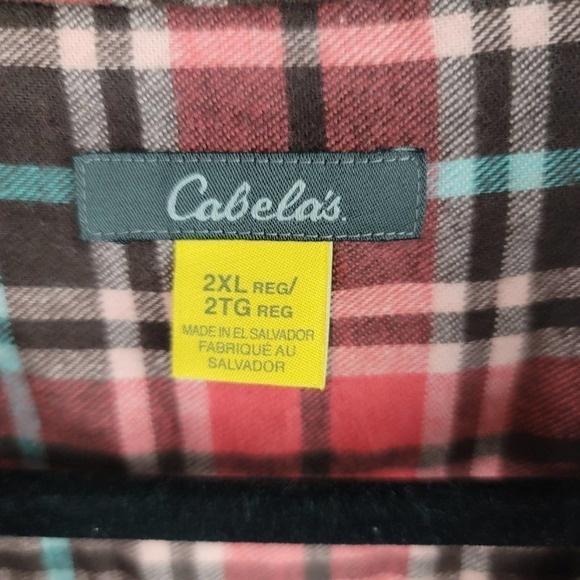 Cabela's.
2XL REG/
2TG REG
MADE IN EL SALVADOR
FABRIQUÉ AU
SALVADOR